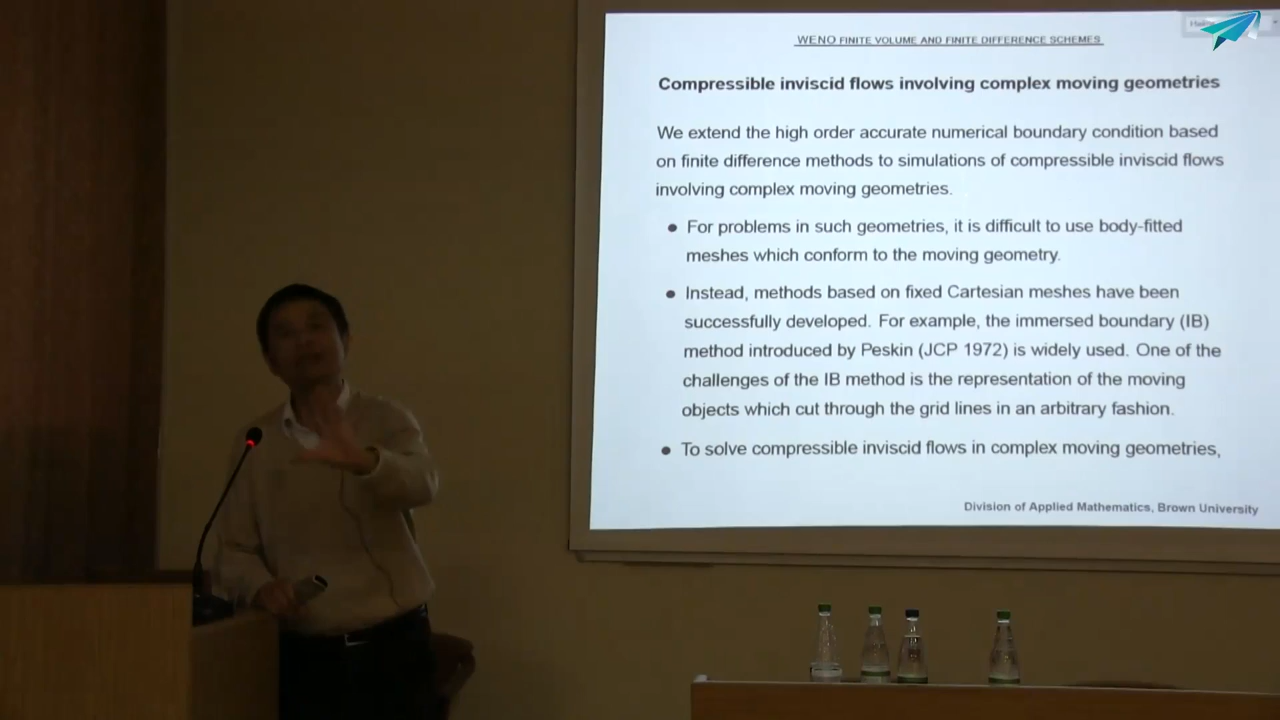 WENO FINITE VOLUME AND FINITE DIFFERENCE SCHEMES
Compressible inviscid flows involving complex moving geometries
We extend the high order accurate numerical boundary condition based
on finite difference methods to simulations of compressible inviscid flows
involving complex moving geometries.
● For problems in such geometries, it is difficult to use body-fitted
meshes which conform to the moving geometry.
● Instead, methods based on fixed Cartesian meshes have been
successfully developed. For example, the immersed boundary (IB)
method introduced by Peskin (JCP 1972) is widely used. One of the
challenges of the IB method is the representation of the moving
objects which cut through the grid lines in an arbitrary fashion.
● To solve compressible inviscid flows in complex moving geometries,
Division of Applied Mathematics, Brown University